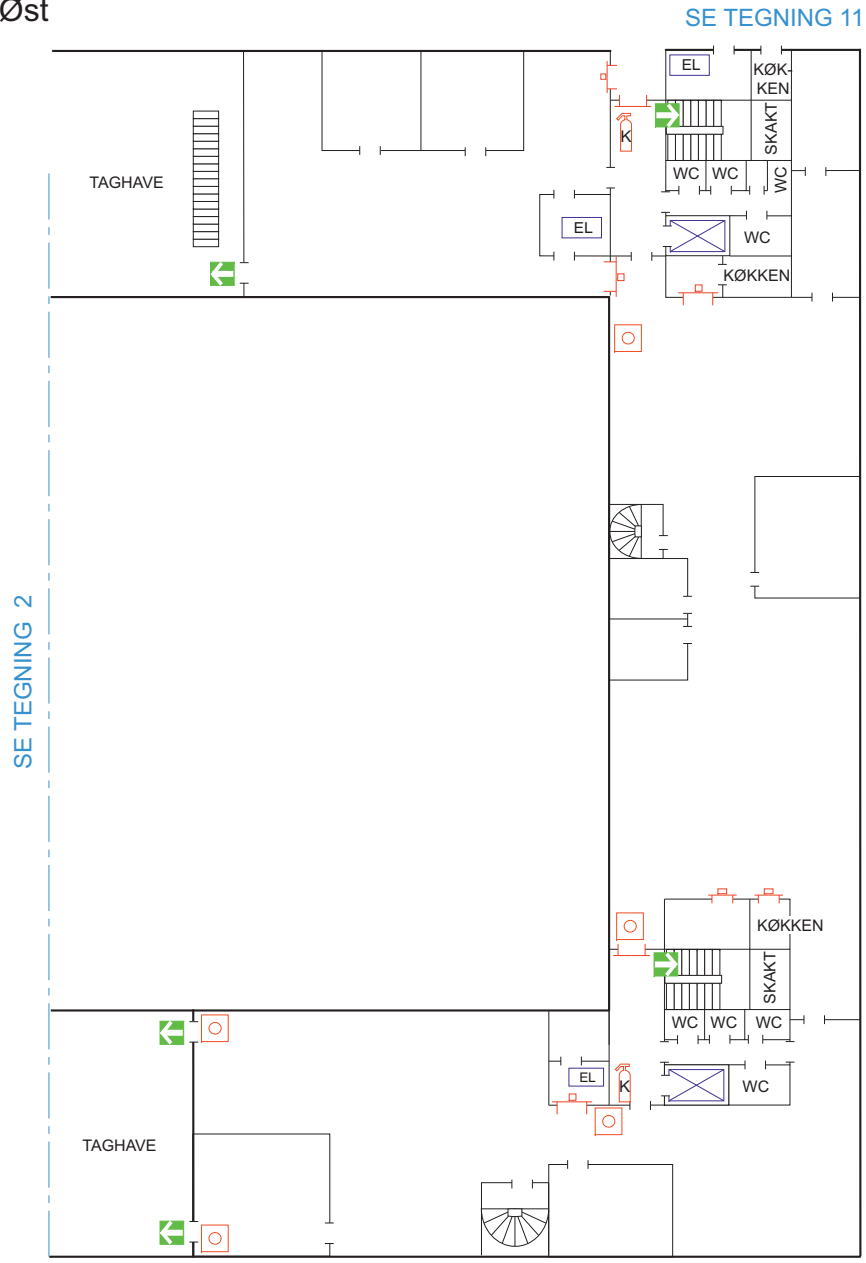 Øst
SE TEGNING 11
EL
KØK-
KEN
SKAKT
K
WC
WC
WC
TAGHAVE
EL
WC
KØKKEN
SE TEGNING 2
KØKKEN
SKAKT
WC
WC
WC
EL
K
WC
TAGHAVE